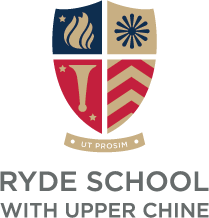 UT PROSIM
RYDE SCHOOL
WITH UPPER CHINE